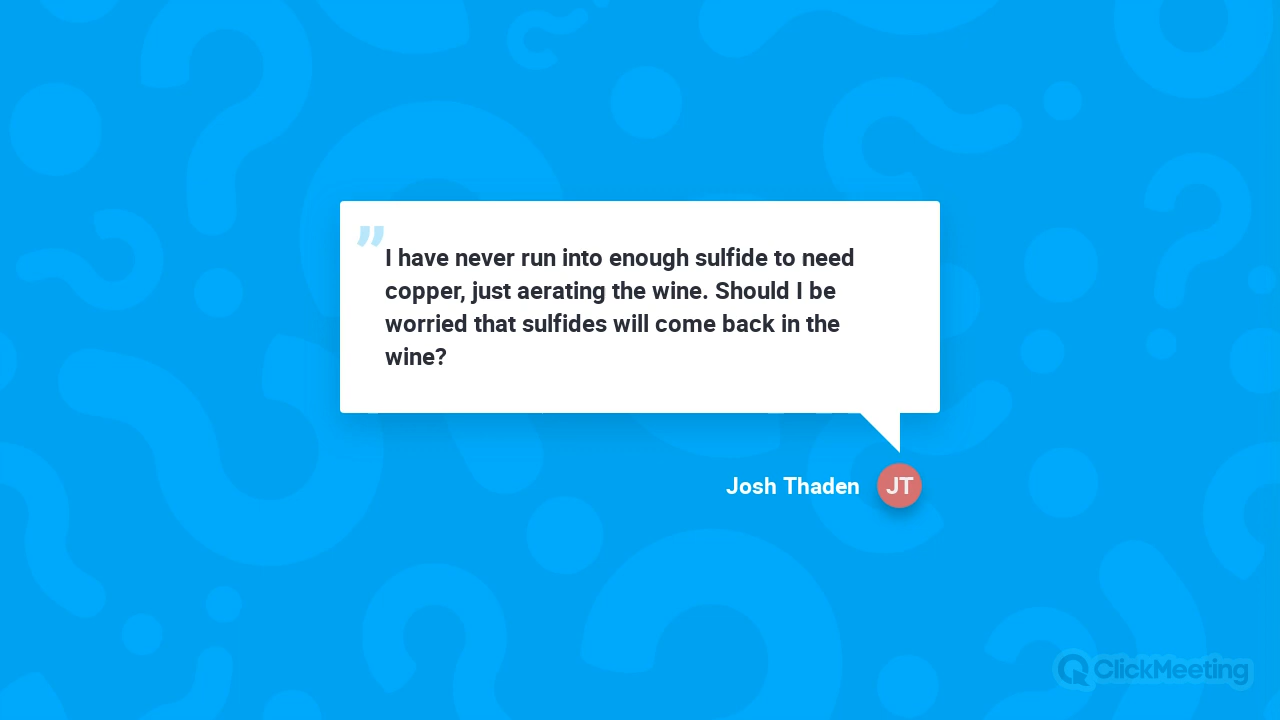 ”
I have never run into enough sulfide to need
copper, just aerating the wine. Should I be
worried that sulfides will come back in the
wine?
Josh Thaden
JT
ClickMeeting